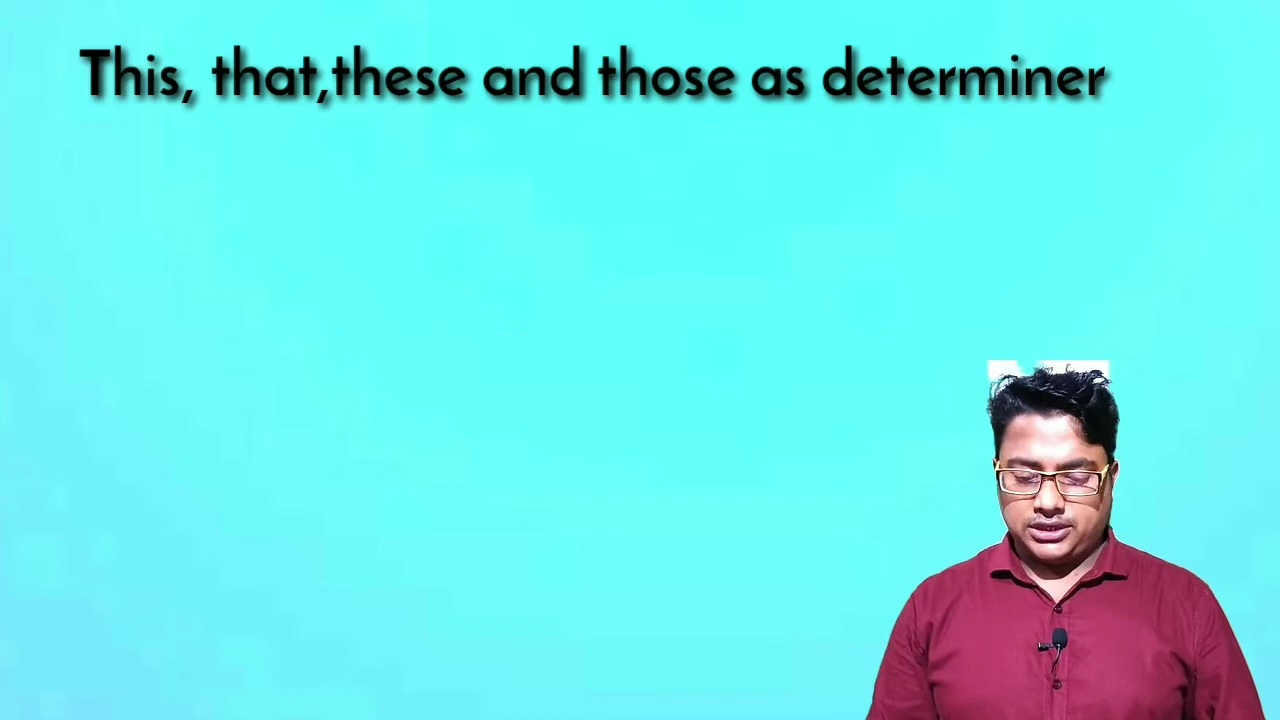 This, that,these and those as determiner